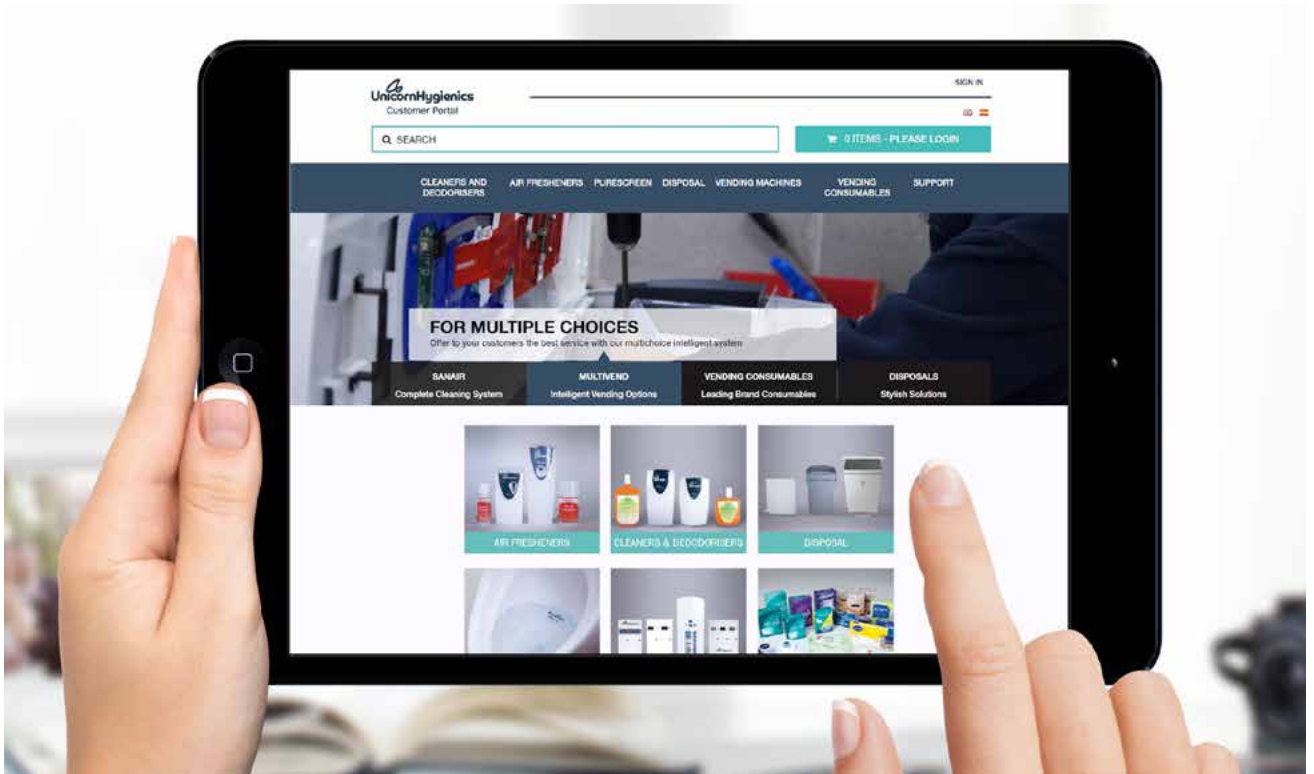 SIGN IN
UnicornHygienics
Customer Portal
SEARCH
0 ITEMS - PLEASE LOGIN
CLEANERS AND
DEODORISERS
AIR FRESHENERS
PURESCREEN
DISPOSAL
VENDING MACHINES
VENDING
CONSUMABLES
SUPPORT
FOR MULTIPLE CHOICES
Offer to your customers the best service with our multichoice intelligent system
SANAIR
Complete Cleaning System
MULTIVEND
Intelligent Vending Options
VENDING CONSUMABLES
Leading Brand Consumables
DISPOSALS
Stylish Solutions
AIR FRESHENERS
CLEANERS & DEODORISERS
DISPOSAL